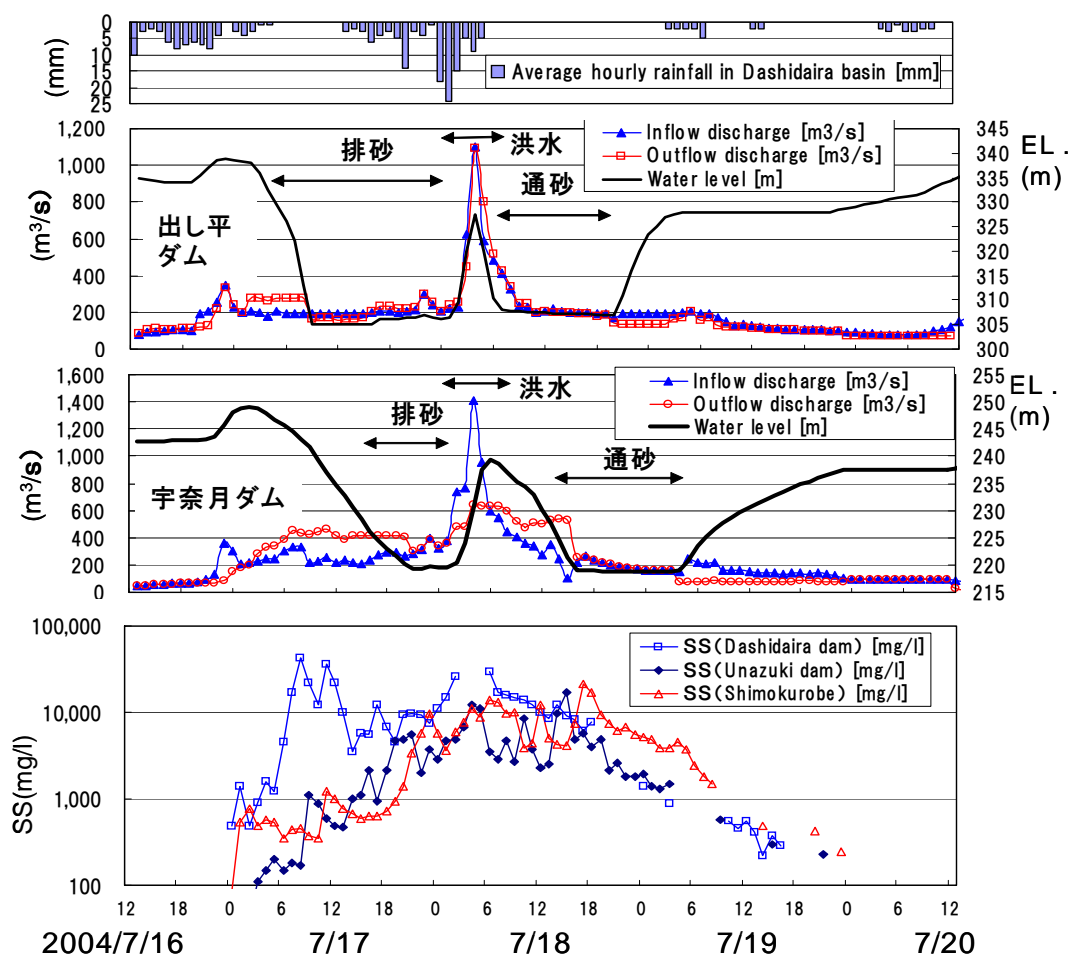 0
5
10
15
20
25
(mm)
Average hourly rainfall in Dashidaira basin [mm]
1,200
1,000
800
600
400
200
0
(m³/s)
345
340
335
330
325
320
315
310
305
300
EL.
(m)
Inflow discharge [m3/s]
Outflow discharge [m3/s]
Water level [m]
排砂
洪水
通砂
出し平
ダム
1,600
1,400
1,200
1,000
800
600
400
200
0
(m³/s)
255
250
245
240
235
230
225
220
215
EL.
(m)
Inflow discharge [m3/s]
Outflow discharge [m3/s]
Water level [m]
洪水
排砂
通砂
宇奈月ダム
100,000
10,000
1,000
100
SS(mg/l)
SS(Dashidaira dam) [mg/l]
SS(Unazuki dam) [mg/l]
SS(Shimokurobe) [mg/l]
12 18 0 6 12 18 0 6 12 18 0 6 12 18 0 6 12
2004/7/16 7/17 7/18 7/19 7/20